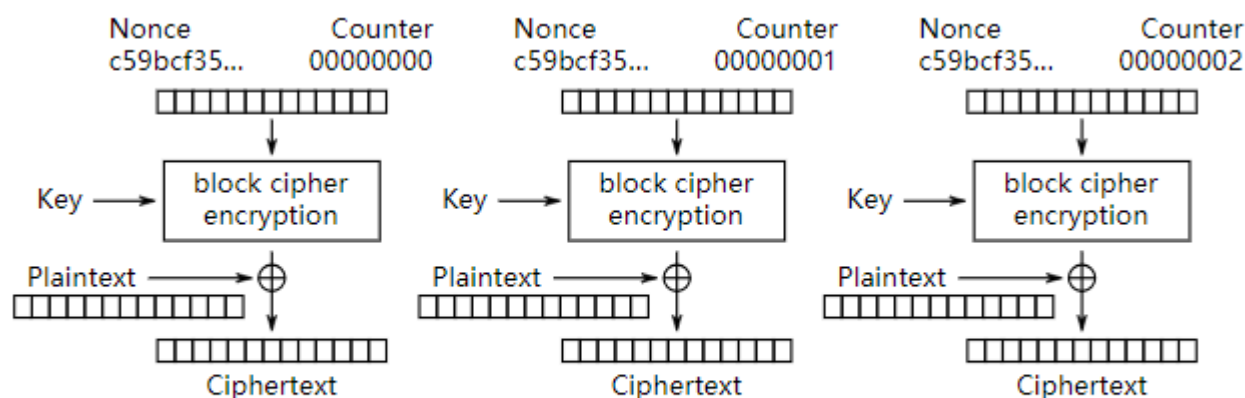 Nonce Counter Nonce Counter Nonce Counter
c59bcf35... 00000000 c59bcf35... 00000001 c59bcf35... 00000002
Key block cipher encryption Key block cipher encryption Key block cipher encryption
Plaintext Plaintext Plaintext
Ciphertext Ciphertext Ciphertext